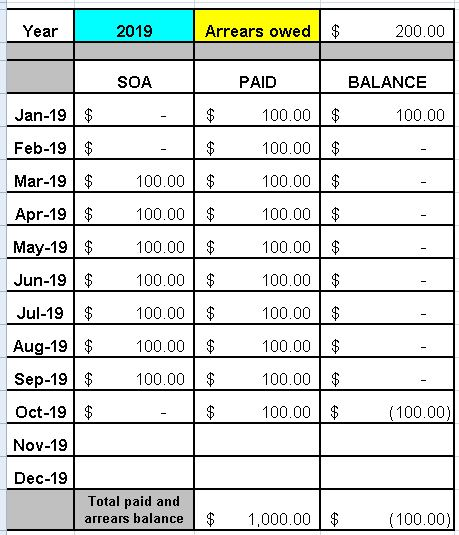 Year 2019 Arrears owed $ 200.00
SOA PAID BALANCE
Jan-19 $ - $ 100.00 $ 100.00
Feb-19 $ - $ 100.00 $ -
Mar-19 $ 100.00 $ 100.00 $ -
Apr-19 $ 100.00 $ 100.00 $ -
May-19 $ 100.00 $ 100.00 $ -
Jun-19 $ 100.00 $ 100.00 $ -
Jul-19 $ 100.00 $ 100.00 $ -
Aug-19 $ 100.00 $ 100.00 $ -
Sep-19 $ 100.00 $ 100.00 $ -
Oct-19 $ - $ 100.00 $ (100.00)
Nov-19
Dec-19
Total paid and
arrears balance $ 1,000.00 $ (100.00)